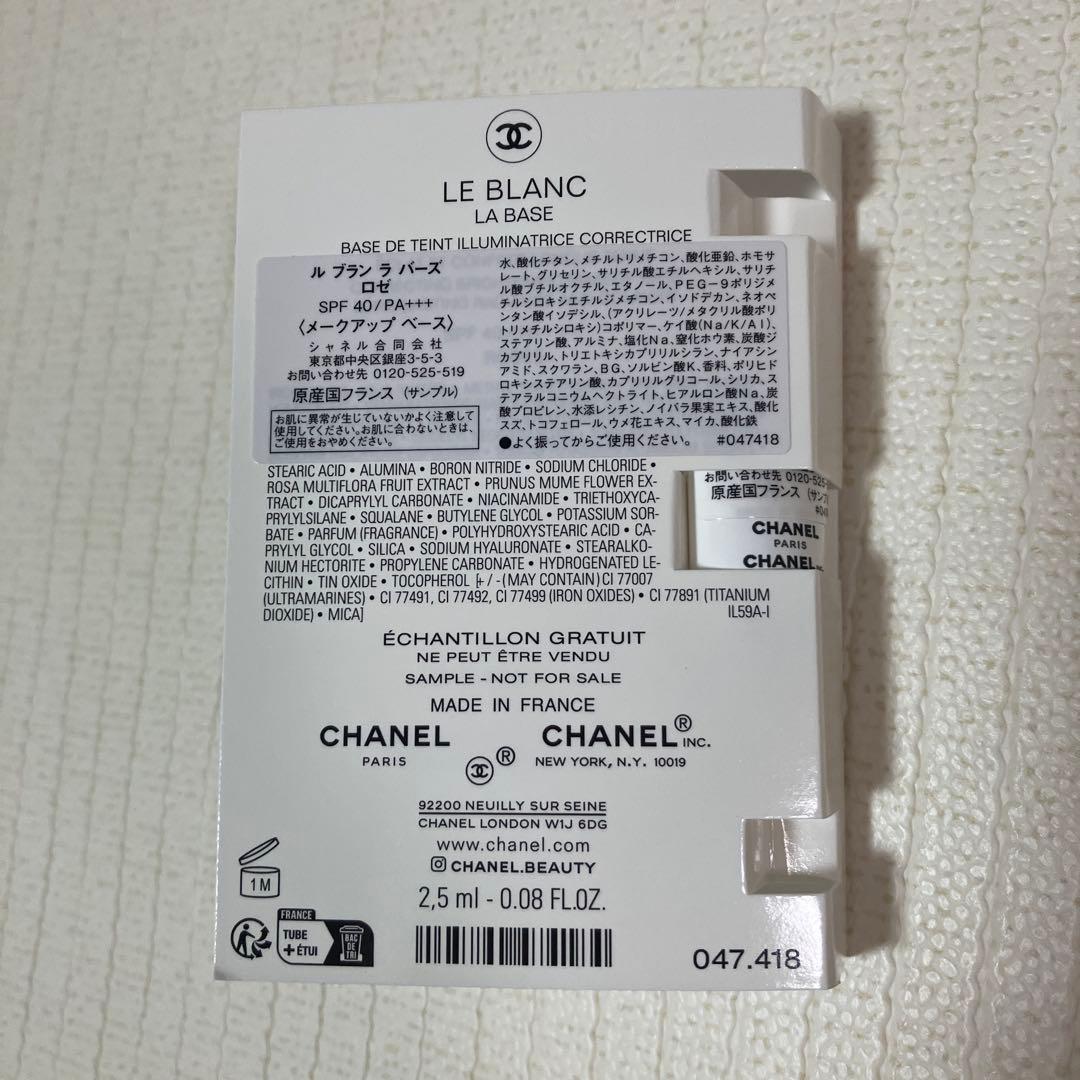 LE BLANC
LA BASE
BASE DE TEINT ILLUMINATRICE CORRECTRICE
ル ブラン ラ バーズ
ロゼ
SPF 40/PA+++
〈メークアップ ベース〉
シャネル合同会社
東京都中央区銀座3-5-3
お問い合わせ先 0120-525-519
原産国フランス (サンプル)
お肌に異常が生じていないかよく注意して
使用してください。お肌に合わないときは、
ご使用をおやめください。
水、酸化チタン、メチルトリメチコン、酸化亜鉛、ホモサ
レート、グリセリン、サリチル酸エチルヘキシル、サリチ
ル酸ブチルオクチル、エタノール、PEG-9ポリジメ
チルシロキシエチルジメチコン、イソドデカン、ネオペ
ンタン酸イソデシル、(アクリレーツ/メタクリル酸ポリ
トリメチルシロキシ)コポリマー、ケイ酸(Na/K/Al)、
ステアリン酸、アルミナ、塩化Na、窒化ホウ素、炭酸ジ
カプリリル、トリエトキシカプリリルシラン、ナイアシン
アミド、スクワラン、BG、ソルビン酸K、香料、ポリヒド
ロキシステアリン酸、カプリリルグリコール、シリカ、ス
テアラルコニウムヘクトライト、ヒアルロン酸Na、炭
酸プロピレン、水添レシチン、ノイバラ果実エキス、酸化
スズ、トコフェロール、ウメ花エキス、マイカ、酸化鉄
●よく振ってからご使用ください。 #047418
STEARIC ACID • ALUMINA • BORON NITRIDE • SODIUM CHLORIDE •
ROSA MULTIFLORA FRUIT EXTRACT • PRUNUS MUME FLOWER EX-
TRACT • DICAPRYLYL CARBONATE • NIACINAMIDE • TRIETHOXYCA-
PRYLYLSILANE • SQUALANE • BUTYLENE GLYCOL • POTASSIUM SOR-
BATE • PARFUM (FRAGRANCE) • POLYHYDROXYSTEARIC ACID • CA-
PRYLYL GLYCOL • SILICA • SODIUM HYALURONATE • STEARALKO-
NIUM HECTORITE • PROPYLENE CARBONATE • HYDROGENATED LE-
CITHIN • TIN OXIDE • TOCOPHEROL [+/-(MAY CONTAIN) CI 77007
(ULTRAMARINES) • CI 77491, CI 77492, CI 77499 (IRON OXIDES) • CI 77891 (TITANIUM
DIOXIDE) • MICA] IL59A-I
お問い合わせ先 0120-525-
原産国フランス (サンプ
CHANEL
PARIS
CHANEL INC.
ÉCHANTILLON GRATUIT
NE PEUT ÊTRE VENDU
SAMPLE - NOT FOR SALE
MADE IN FRANCE
CHANEL
PARIS
®
CHANEL® INC.
NEW YORK, N.Y. 10019
92200 NEUILLY SUR SEINE
CHANEL LONDON W1J 6DG
www.chanel.com
CHANEL.BEAUTY
2,5 ml - 0.08 FL.OZ.
1M
FRANCE
TUBE
+ÉTUI
BAC
DE
TRI
047.418